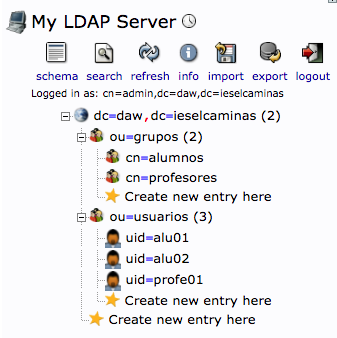 My LDAP Server
schema search refresh info import export logout
Logged in as: cn=admin,dc=daw,dc=ieselcaminas
dc=daw,dc=ieselcaminas (2)
ou=grupos (2)
cn=alumnos
cn=profesores
Create new entry here
ou=usuarios (3)
uid=alu01
uid=alu02
uid=profe01
Create new entry here
Create new entry here